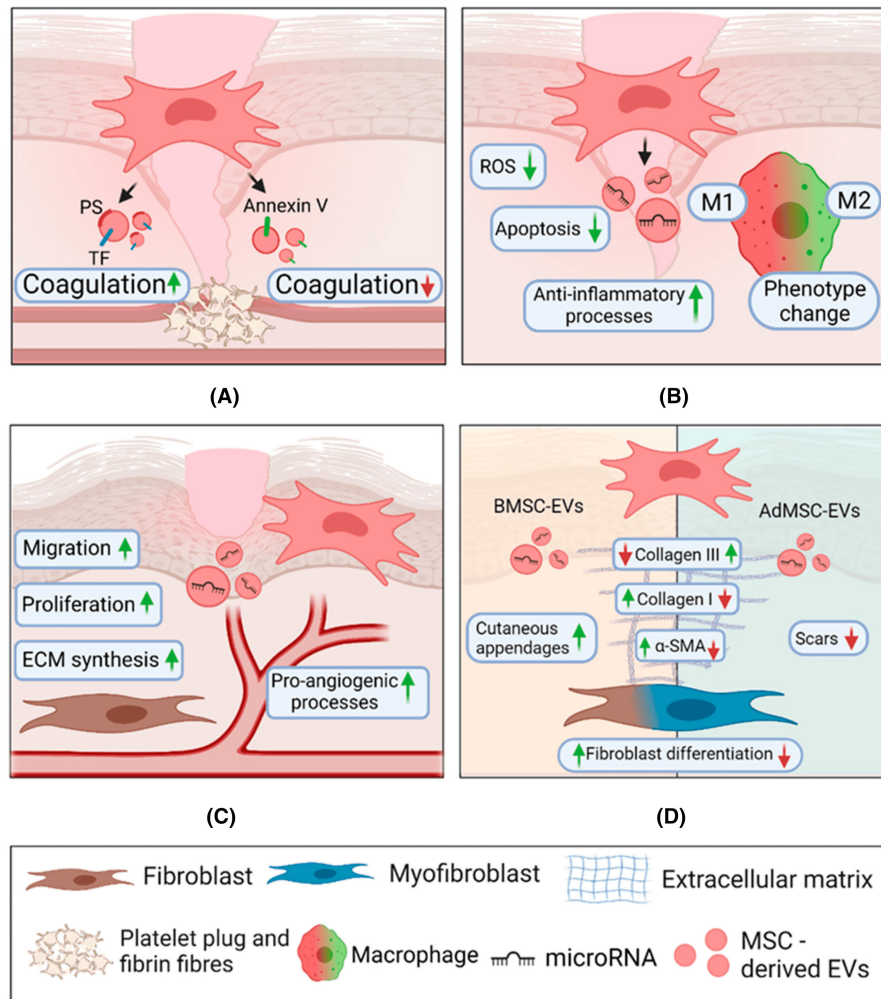 PS
TF
Annexin V
Coagulation
Coagulation
(A)
ROS
Apoptosis
Anti-inflammatory
processes
M1
M2
Phenotype
change
(B)
Migration
Proliferation
ECM synthesis
Pro-angiogenic
processes
(C)
BMSC-EVs
AdMSC-EVs
Collagen III
Collagen I
α-SMA
Cutaneous
appendages
Scars
Fibroblast differentiation
(D)
Fibroblast
Myofibroblast
Extracellular matrix
Platelet plug and
fibrin fibres
Macrophage
microRNA
MSC -
derived EVs